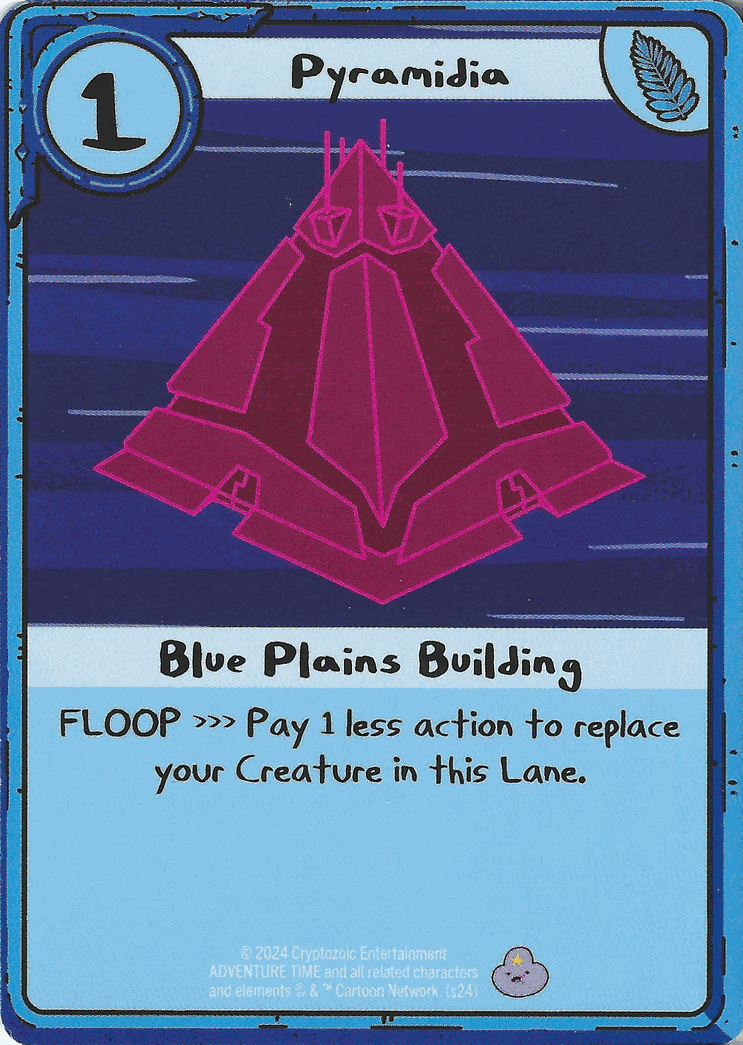 1
Pyramidia
Blue Plains Building
FLOOP >>> Pay 1 less action to replace
your Creature in this Lane.
© 2024 Cryptozoic Entertainment
ADVENTURE TIME and all related characters
and elements © & ™ Cartoon Network. (s24)